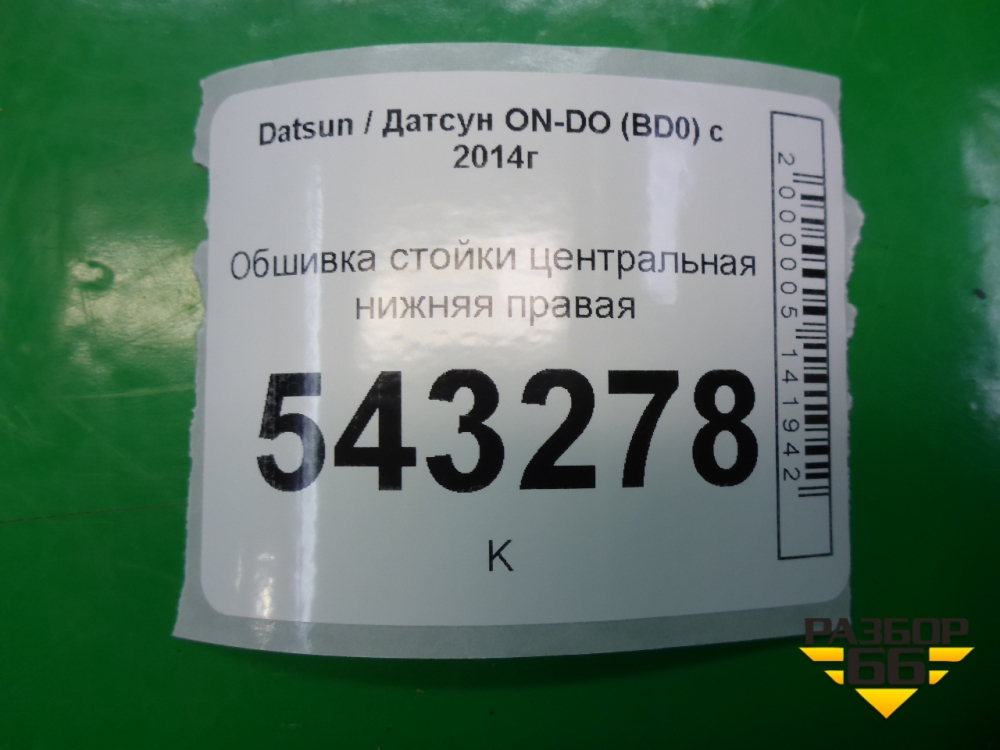 Datsun / Датсун ON-DO (BD0) с
2014г
Обшивка стойки центральная
нижняя правая
543278
К
2000005141942
РАЗБОР
66